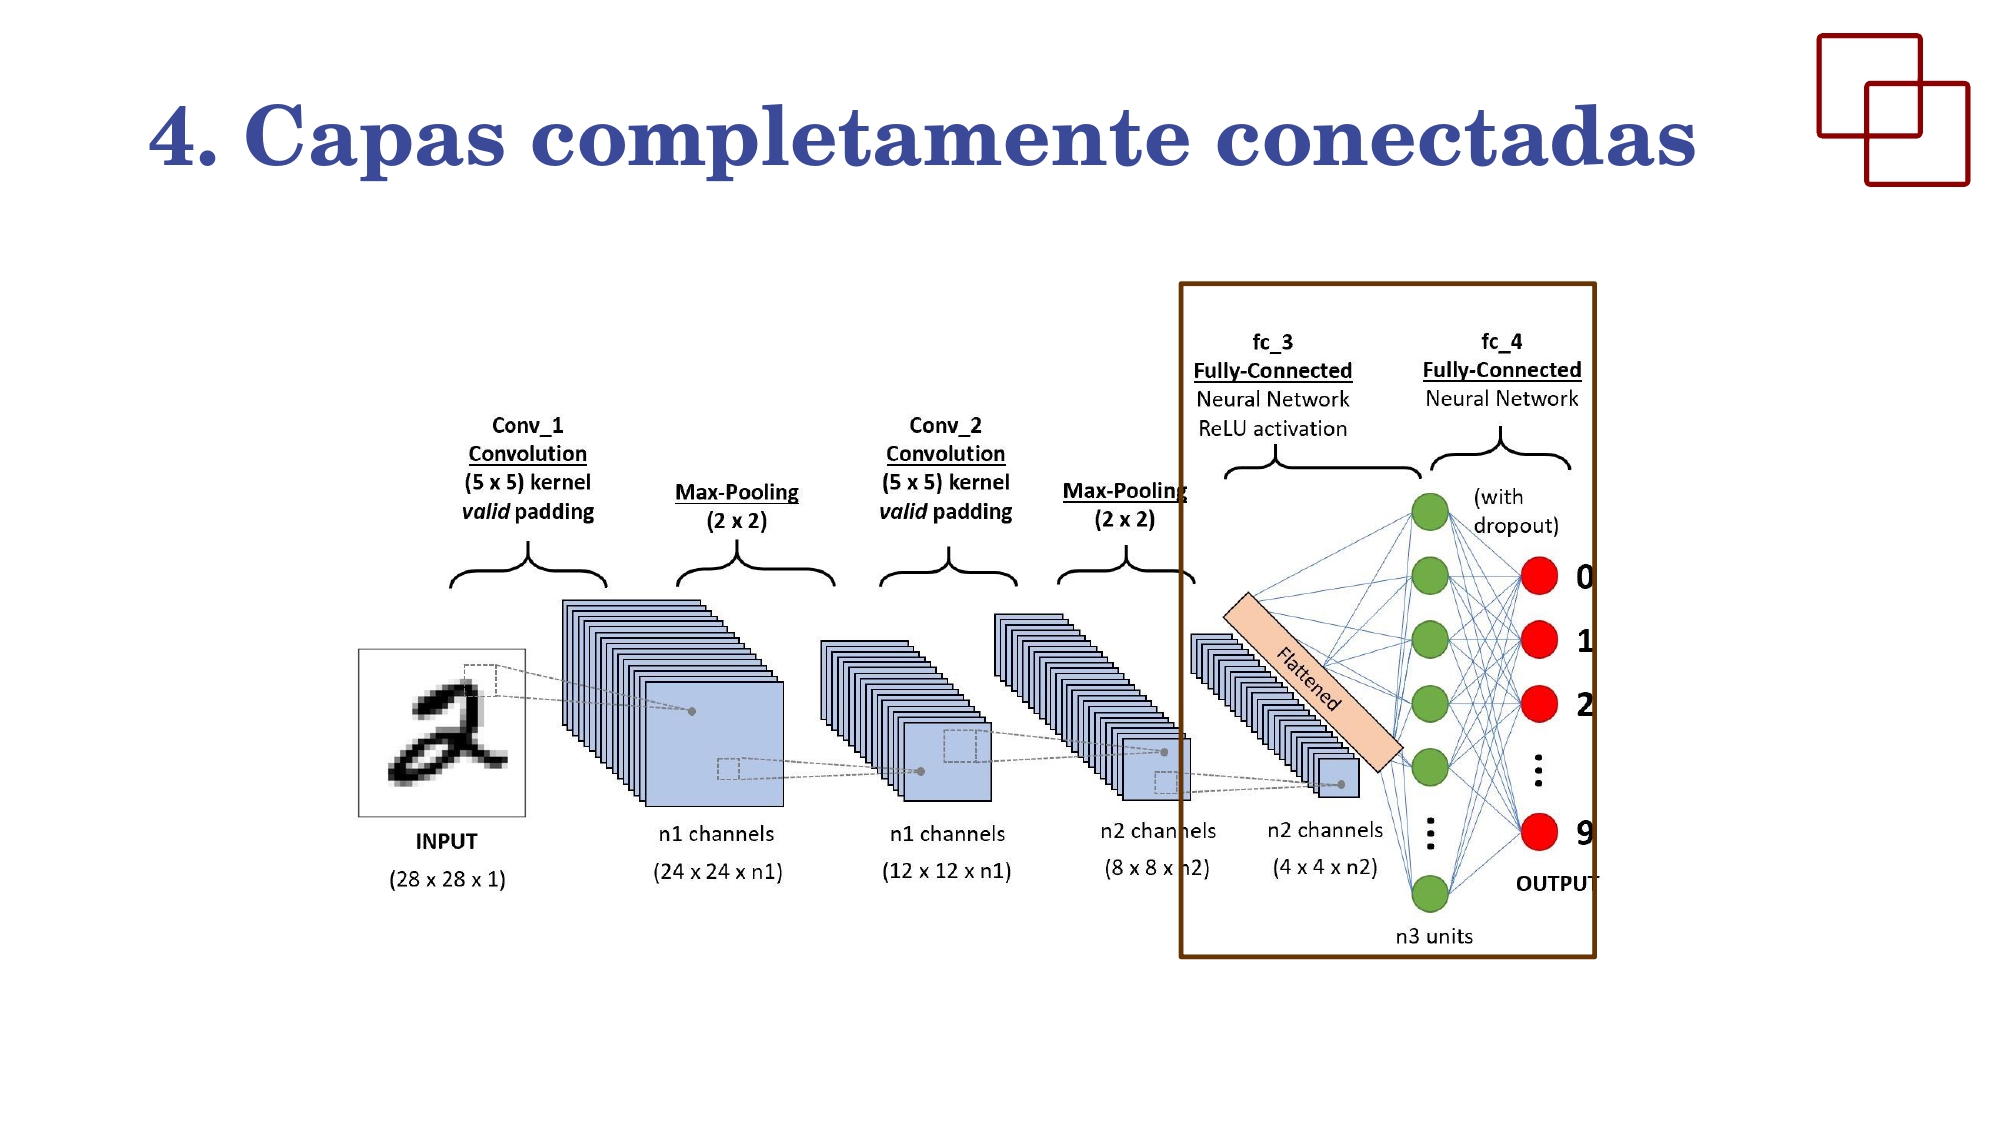 4. Capas completamente conectadas
fc_3
Fully-Connected
Neural Network
ReLU activation
fc_4
Fully-Connected
Neural Network
(with
dropout)
Conv_1
Convolution
(5 x 5) kernel
valid padding
Max-Pooling
(2 x 2)
Conv_2
Convolution
(5 x 5) kernel
valid padding
Max-Pooling
(2 x 2)
Flattened
0
1
2
9
INPUT
(28 x 28 x 1)
n1 channels
(24 x 24 x n1)
n1 channels
(12 x 12 x n1)
n2 channels
(8 x 8 x n2)
n2 channels
(4 x 4 x n2)
OUTPUT
n3 units